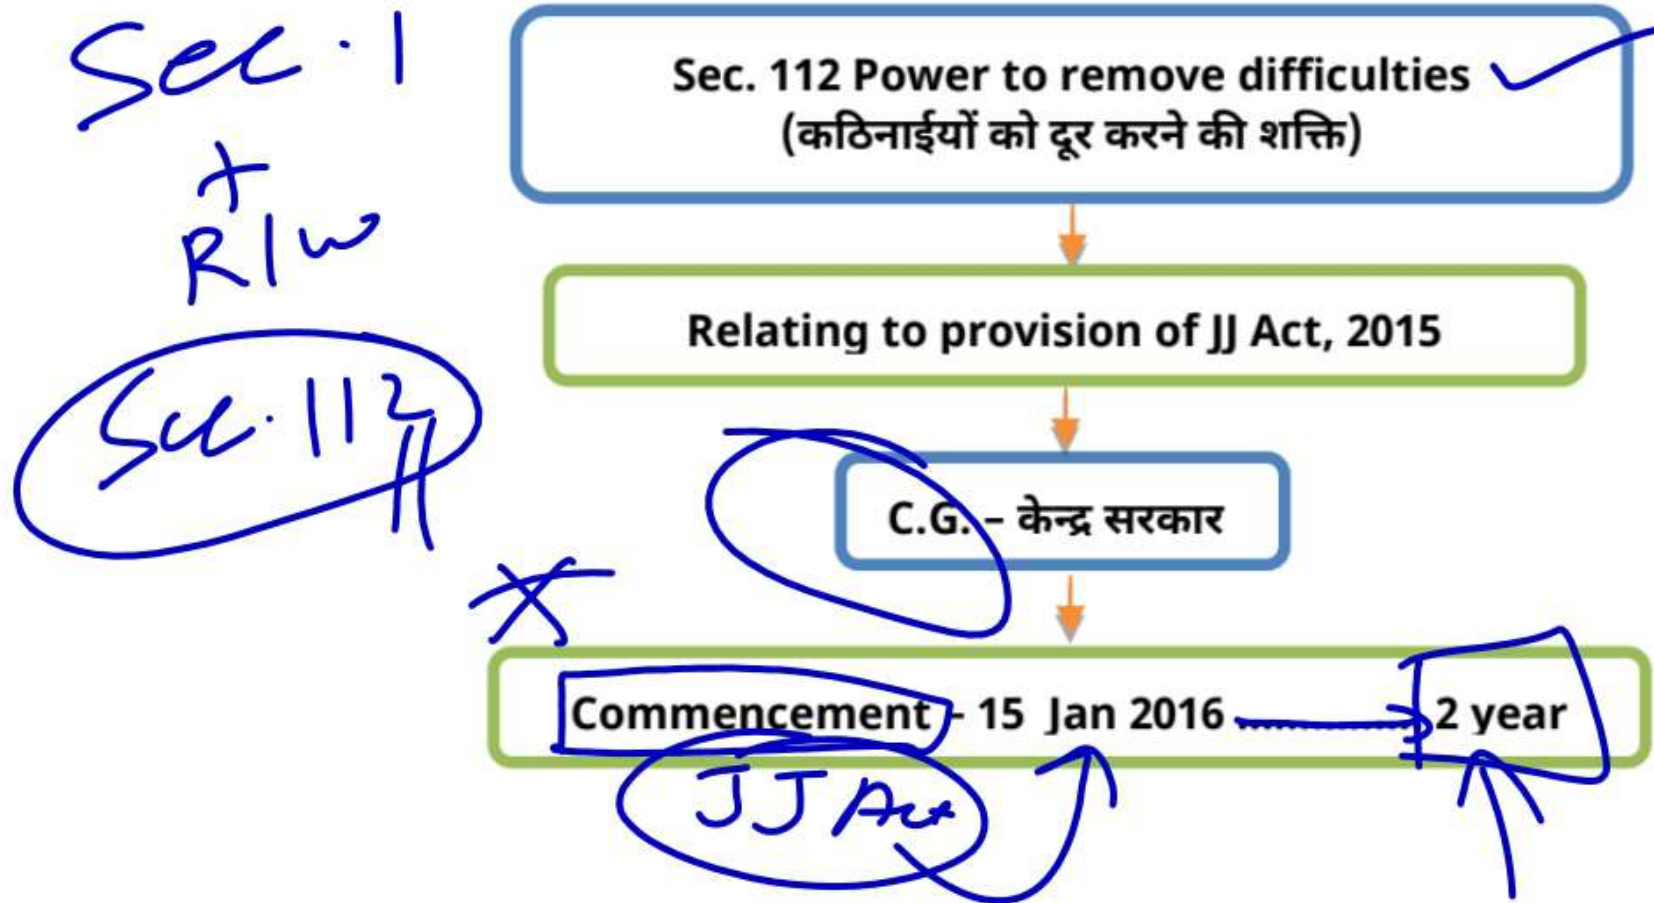 Sec. 1
+
R/w
Sec. 112
Sec. 112 Power to remove difficulties
(कठिनाईयों को दूर करने की शक्ति)
Relating to provision of JJ Act, 2015
C.G. – केन्द्र सरकार
Commencement – 15 Jan 2016 ........... 2 year
JJ Act